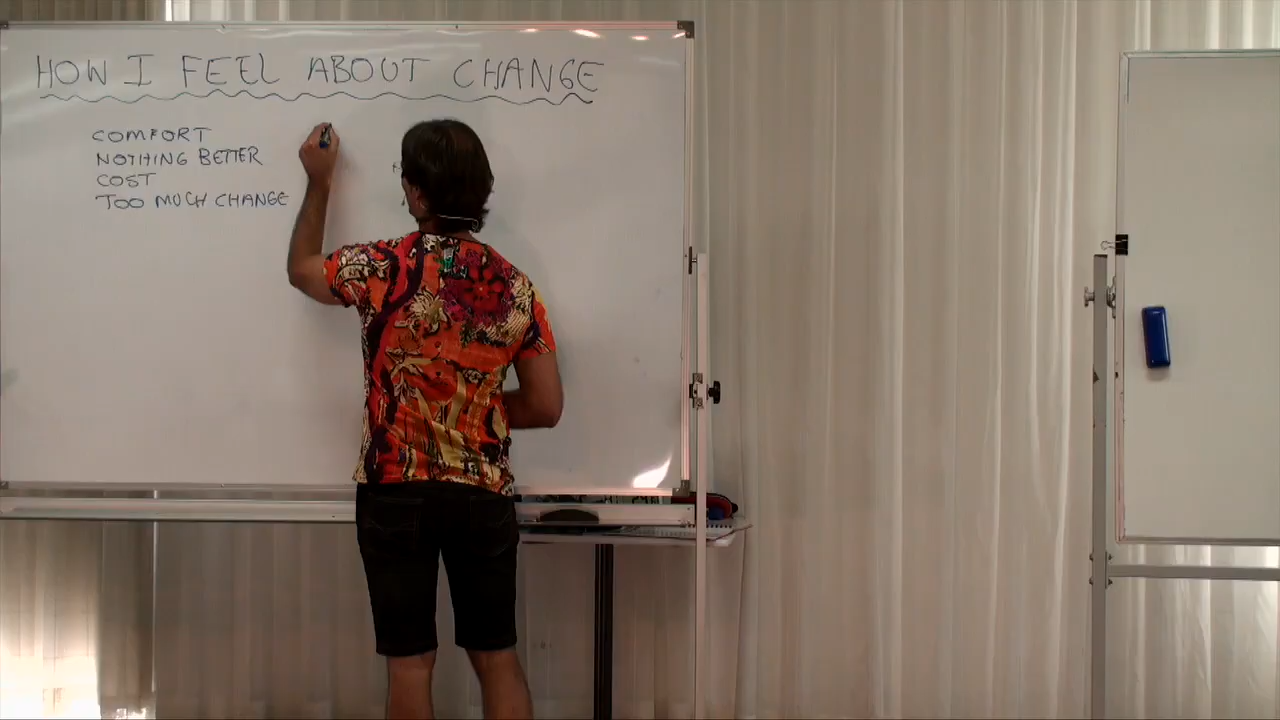 HOW I FEEL ABOUT CHANGE
COMFORT
NOTHING BETTER
COST
TOO MUCH CHANGE